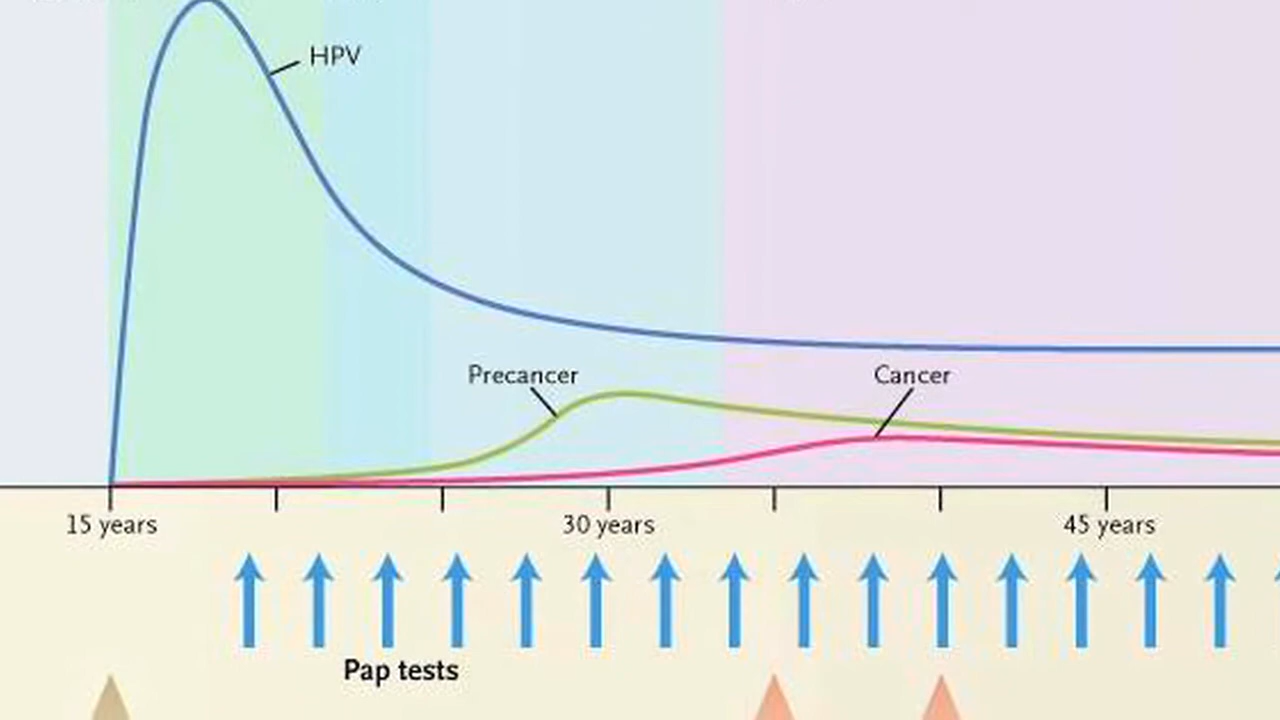 HPV
Precancer
Cancer
15 years
30 years
45 years
Pap tests